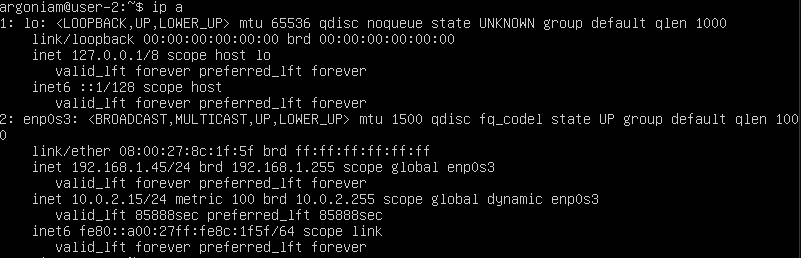 argoniam@user-2:~$ ip a
1: lo: <LOOPBACK,UP,LOWER_UP> mtu 65536 qdisc noqueue state UNKNOWN group default qlen 1000
    link/loopback 00:00:00:00:00:00 brd 00:00:00:00:00:00
    inet 127.0.0.1/8 scope host lo
       valid_lft forever preferred_lft forever
    inet6 ::1/128 scope host
       valid_lft forever preferred_lft forever
2: enp0s3: <BROADCAST,MULTICAST,UP,LOWER_UP> mtu 1500 qdisc fq_codel state UP group default qlen 100
0
    link/ether 08:00:27:8c:1f:5f brd ff:ff:ff:ff:ff:ff
    inet 192.168.1.45/24 brd 192.168.1.255 scope global enp0s3
       valid_lft forever preferred_lft forever
    inet 10.0.2.15/24 metric 100 brd 10.0.2.255 scope global dynamic enp0s3
       valid_lft 85888sec preferred_lft 85888sec
    inet6 fe80::a00:27ff:fe8c:1f5f/64 scope link
       valid_lft forever preferred_lft forever